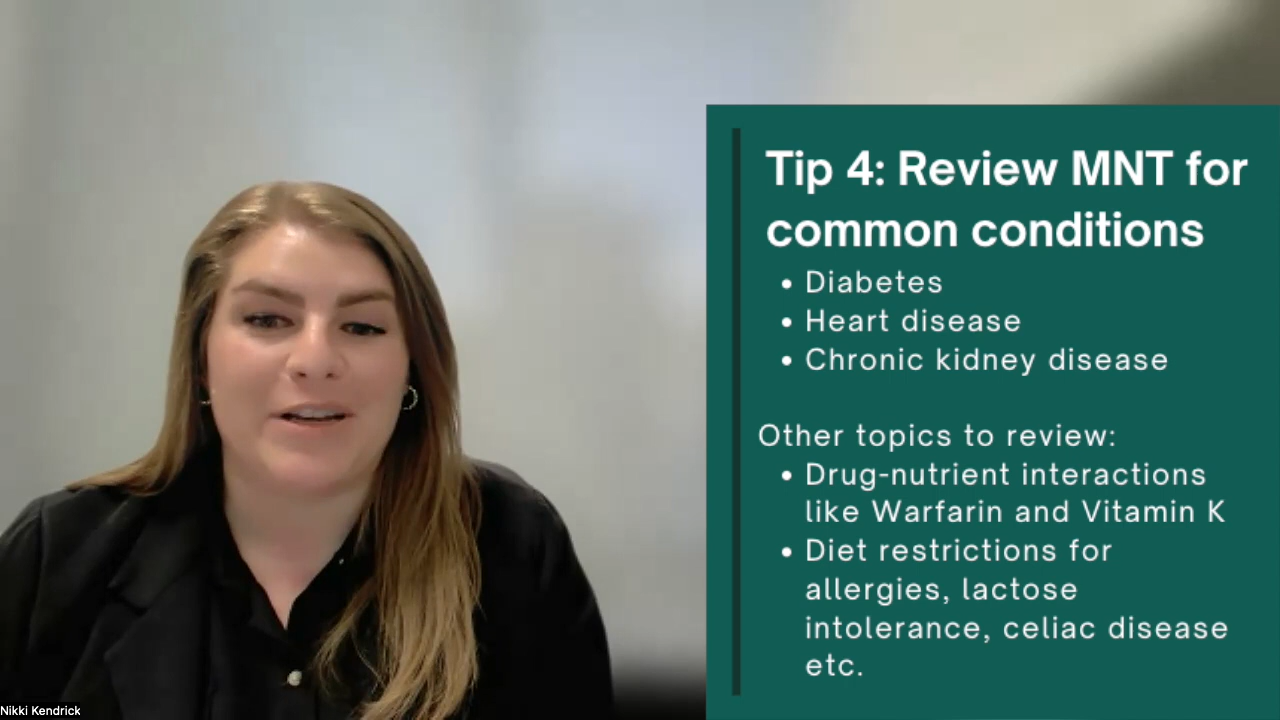 Tip 4: Review MNT for
common conditions
• Diabetes
• Heart disease
• Chronic kidney disease
Other topics to review:
• Drug-nutrient interactions
like Warfarin and Vitamin K
• Diet restrictions for
allergies, lactose
intolerance, celiac disease
etc.
Nikki Kendrick